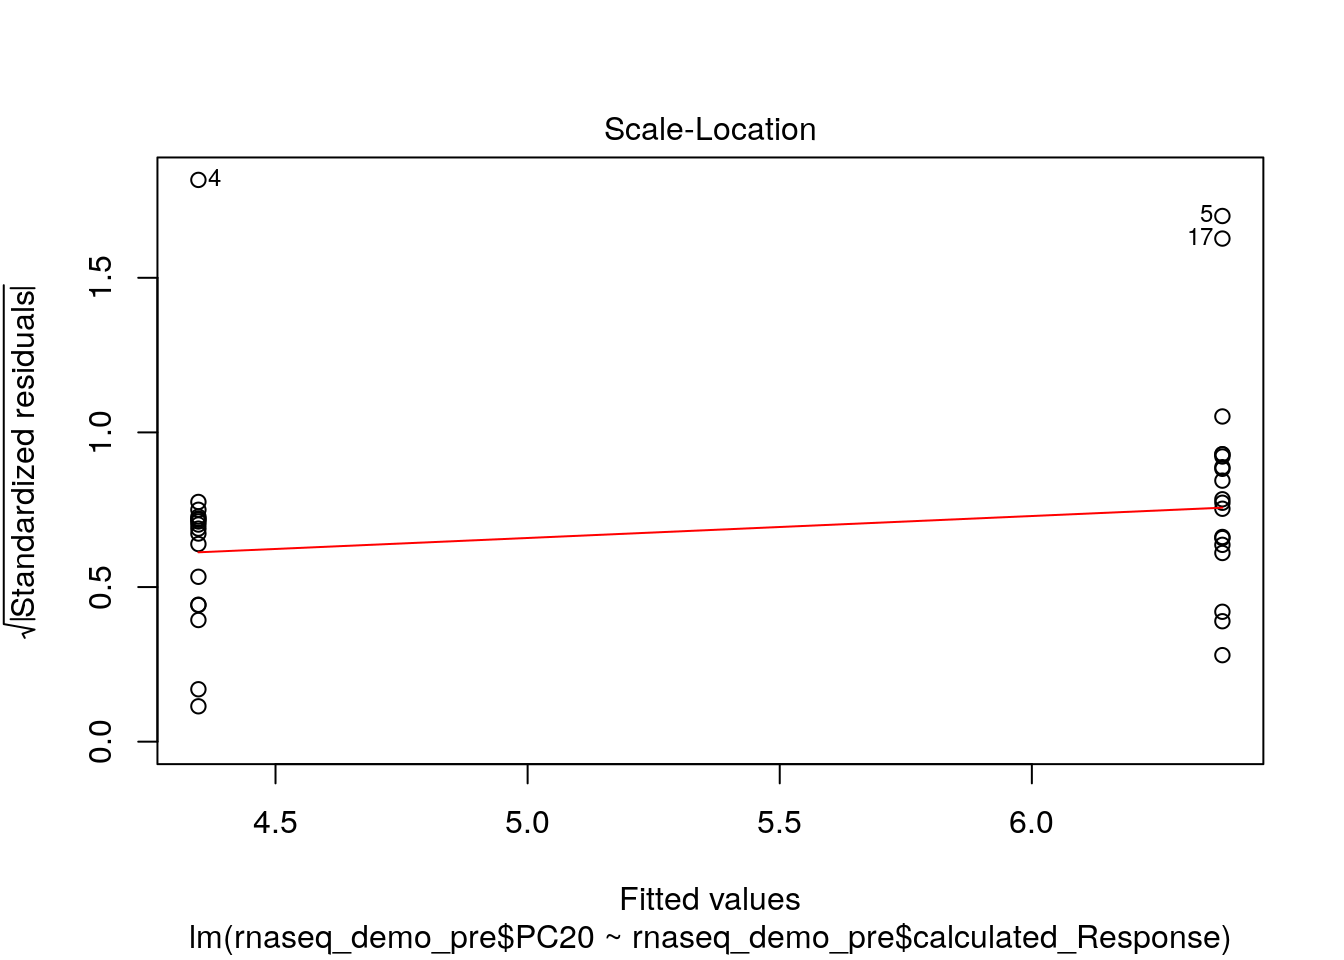 Scale-Location
4
5
17
√|Standardized residuals|
1.5
1.0
0.5
0.0
4.5 5.0 5.5 6.0
Fitted values
lm(rnaseq_demo_pre$PC20 ~ rnaseq_demo_pre$calculated_Response)